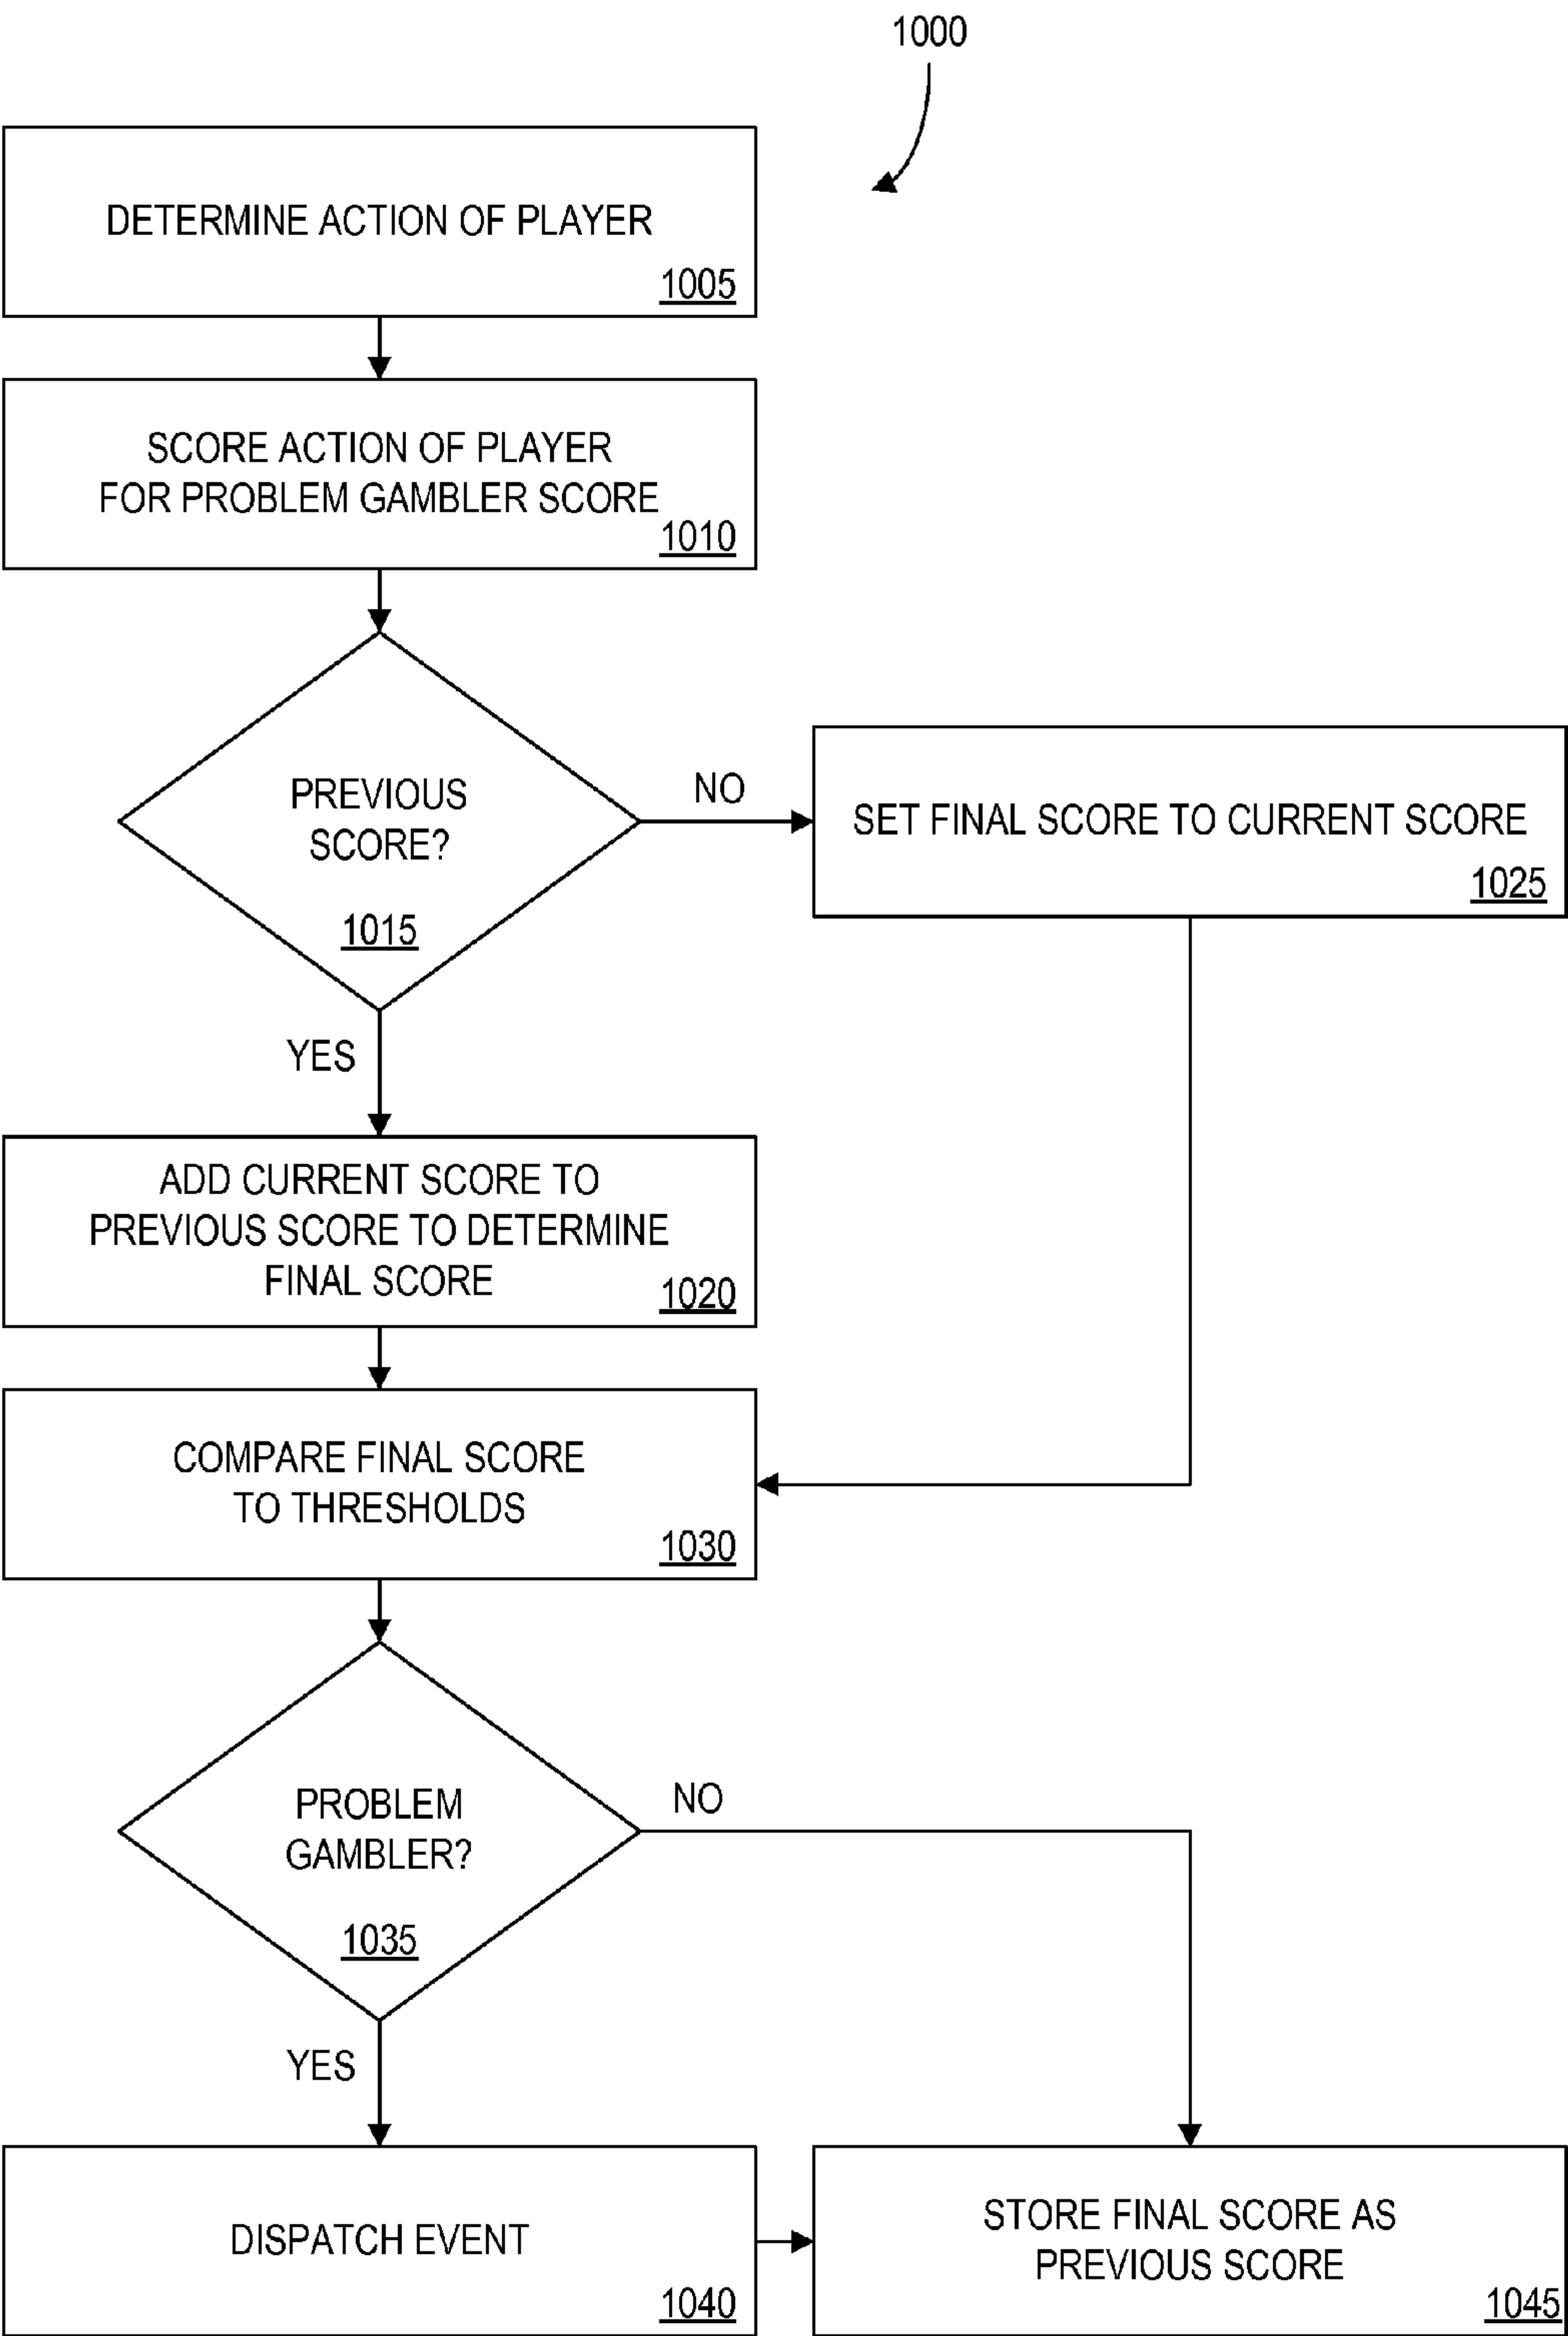 1000
DETERMINE ACTION OF PLAYER
1005
SCORE ACTION OF PLAYER
FOR PROBLEM GAMBLER SCORE
1010
PREVIOUS
SCORE?
1015
NO
SET FINAL SCORE TO CURRENT SCORE
1025
YES
ADD CURRENT SCORE TO
PREVIOUS SCORE TO DETERMINE
FINAL SCORE
1020
COMPARE FINAL SCORE
TO THRESHOLDS
1030
PROBLEM
GAMBLER?
1035
NO
YES
DISPATCH EVENT
1040
STORE FINAL SCORE AS
PREVIOUS SCORE
1045